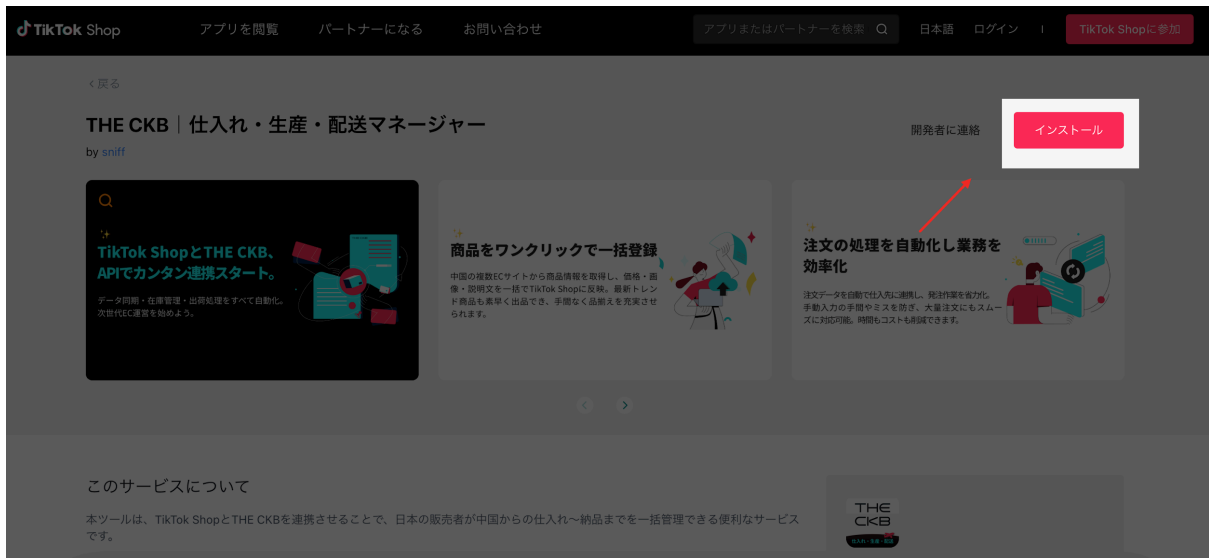 TikTok Shop アプリを閲覧 パートナーになる お問い合わせ アプリまたはパートナーを検索 日本語 ログイン | TikTok Shopに参加
< 戻る
THE CKB｜仕入れ・生産・配送マネージャー
by sniff
開発者に連絡
インストール
TikTok ShopとTHE CKB、
APIでカンタン連携スタート。
データ同期・在庫管理・出荷処理をすべて自動化。
次世代EC運営を始めよう。
商品をワンクリックで一括登録
中国の複数ECサイトから商品情報を取得し、価格・画
像・説明文を一括でTikTok Shopに反映。最新トレン
ド商品も素早く出品でき、手間なく品揃えを充実させ
られます。
注文の処理を自動化し業務を
効率化
注文データを自動で仕入先に連携し、発注作業を省力化。
手動入力の手間やミスを防ぎ、大量注文にもスムー
ズに対応可能。時間もコストも削減できます。
< >
このサービスについて
本ツールは、TikTok ShopとTHE CKBを連携させることで、日本の販売者が中国からの仕入れ〜納品までを一括管理できる便利なサービス
です。
THE
CKB
仕入れ・生産・配送